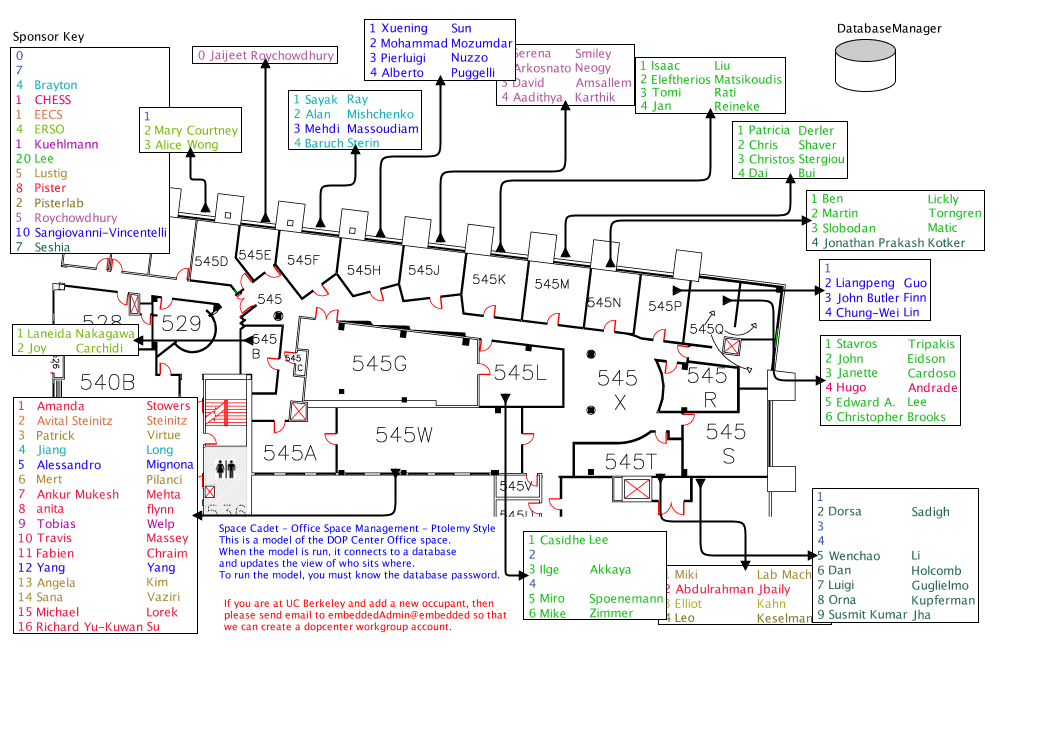 Sponsor Key
0
7
4 Brayton
1 CHESS
1 EECS
4 ERSO
1 Kuehlmann
20 Lee
5 Lustig
8 Pister
2 Pisterlab
5 Roychowdhury
10 Sangiovanni-Vincentelli
7 Seshia
1
2 Mary Courtney
3 Alice Wong
0 Jaijeet Roychowdhury
1 Sayak Ray
2 Alan Mishchenko
3 Mehdi Massoudiam
4 Baruch Sterin
1 Xuening Sun
2 Mohammad Mozumdar
3 Pierluigi Nuzzo
4 Alberto Puggelli
Serena Smiley
Arkosnato Neogy
3 David Amsallem
4 Aadithya Karthik
1 Isaac Liu
2 Eleftherios Matsikoudis
3 Tomi Rati
4 Jan Reineke
DatabaseManager
1 Patricia Derler
2 Chris Shaver
3 Christos Stergiou
4 Dai Bui
1 Ben Lickly
2 Martin Torngren
3 Slobodan Matic
4 Jonathan Prakash Kotker
1
2 Liangpeng Guo
3 John Butler Finn
4 Chung-Wei Lin
1 Stavros Tripakis
2 John Eidson
3 Janette Cardoso
4 Hugo Andrade
5 Edward A. Lee
6 Christopher Brooks
545D
545E
545F
545H
545J
545K
545M
545N
545P
545Q
545
528
529
545
B
545
C
545G
545L
545
X
545
R
545
S
540B
545A
545W
545T
545V
1 Laneida Nakagawa
2 Joy Carchidi
1 Amanda Stowers
2 Avital Steinitz Steinitz
3 Patrick Virtue
4 Jiang Long
5 Alessandro Mignona
6 Mert Pilanci
7 Ankur Mukesh Mehta
8 anita flynn
9 Tobias Welp
10 Travis Massey
11 Fabien Chraim
12 Yang Yang
13 Angela Kim
14 Sana Vaziri
15 Michael Lorek
16 Richard Yu-Kuwan Su
Space Cadet - Office Space Management - Ptolemy Style
This is a model of the DOP Center Office space.
When the model is run, it connects to a database
and updates the view of who sits where.
To run the model, you must know the database password.
If you are at UC Berkeley and add a new occupant, then
please send email to embeddedAdmin@embedded so that
we can create a dopcenter workgroup account.
1 Casidhe Lee
2
3 Ilge Akkaya
4
5 Miro Spoenemann
6 Mike Zimmer
1 Miki Lab Mach
2 Abdulrahman Jbaily
3 Elliot Kahn
4 Leo Keselman
1
2 Dorsa Sadigh
3
4
5 Wenchao Li
6 Dan Holcomb
7 Luigi Guglielmo
8 Orna Kupferman
9 Susmit Kumar Jha